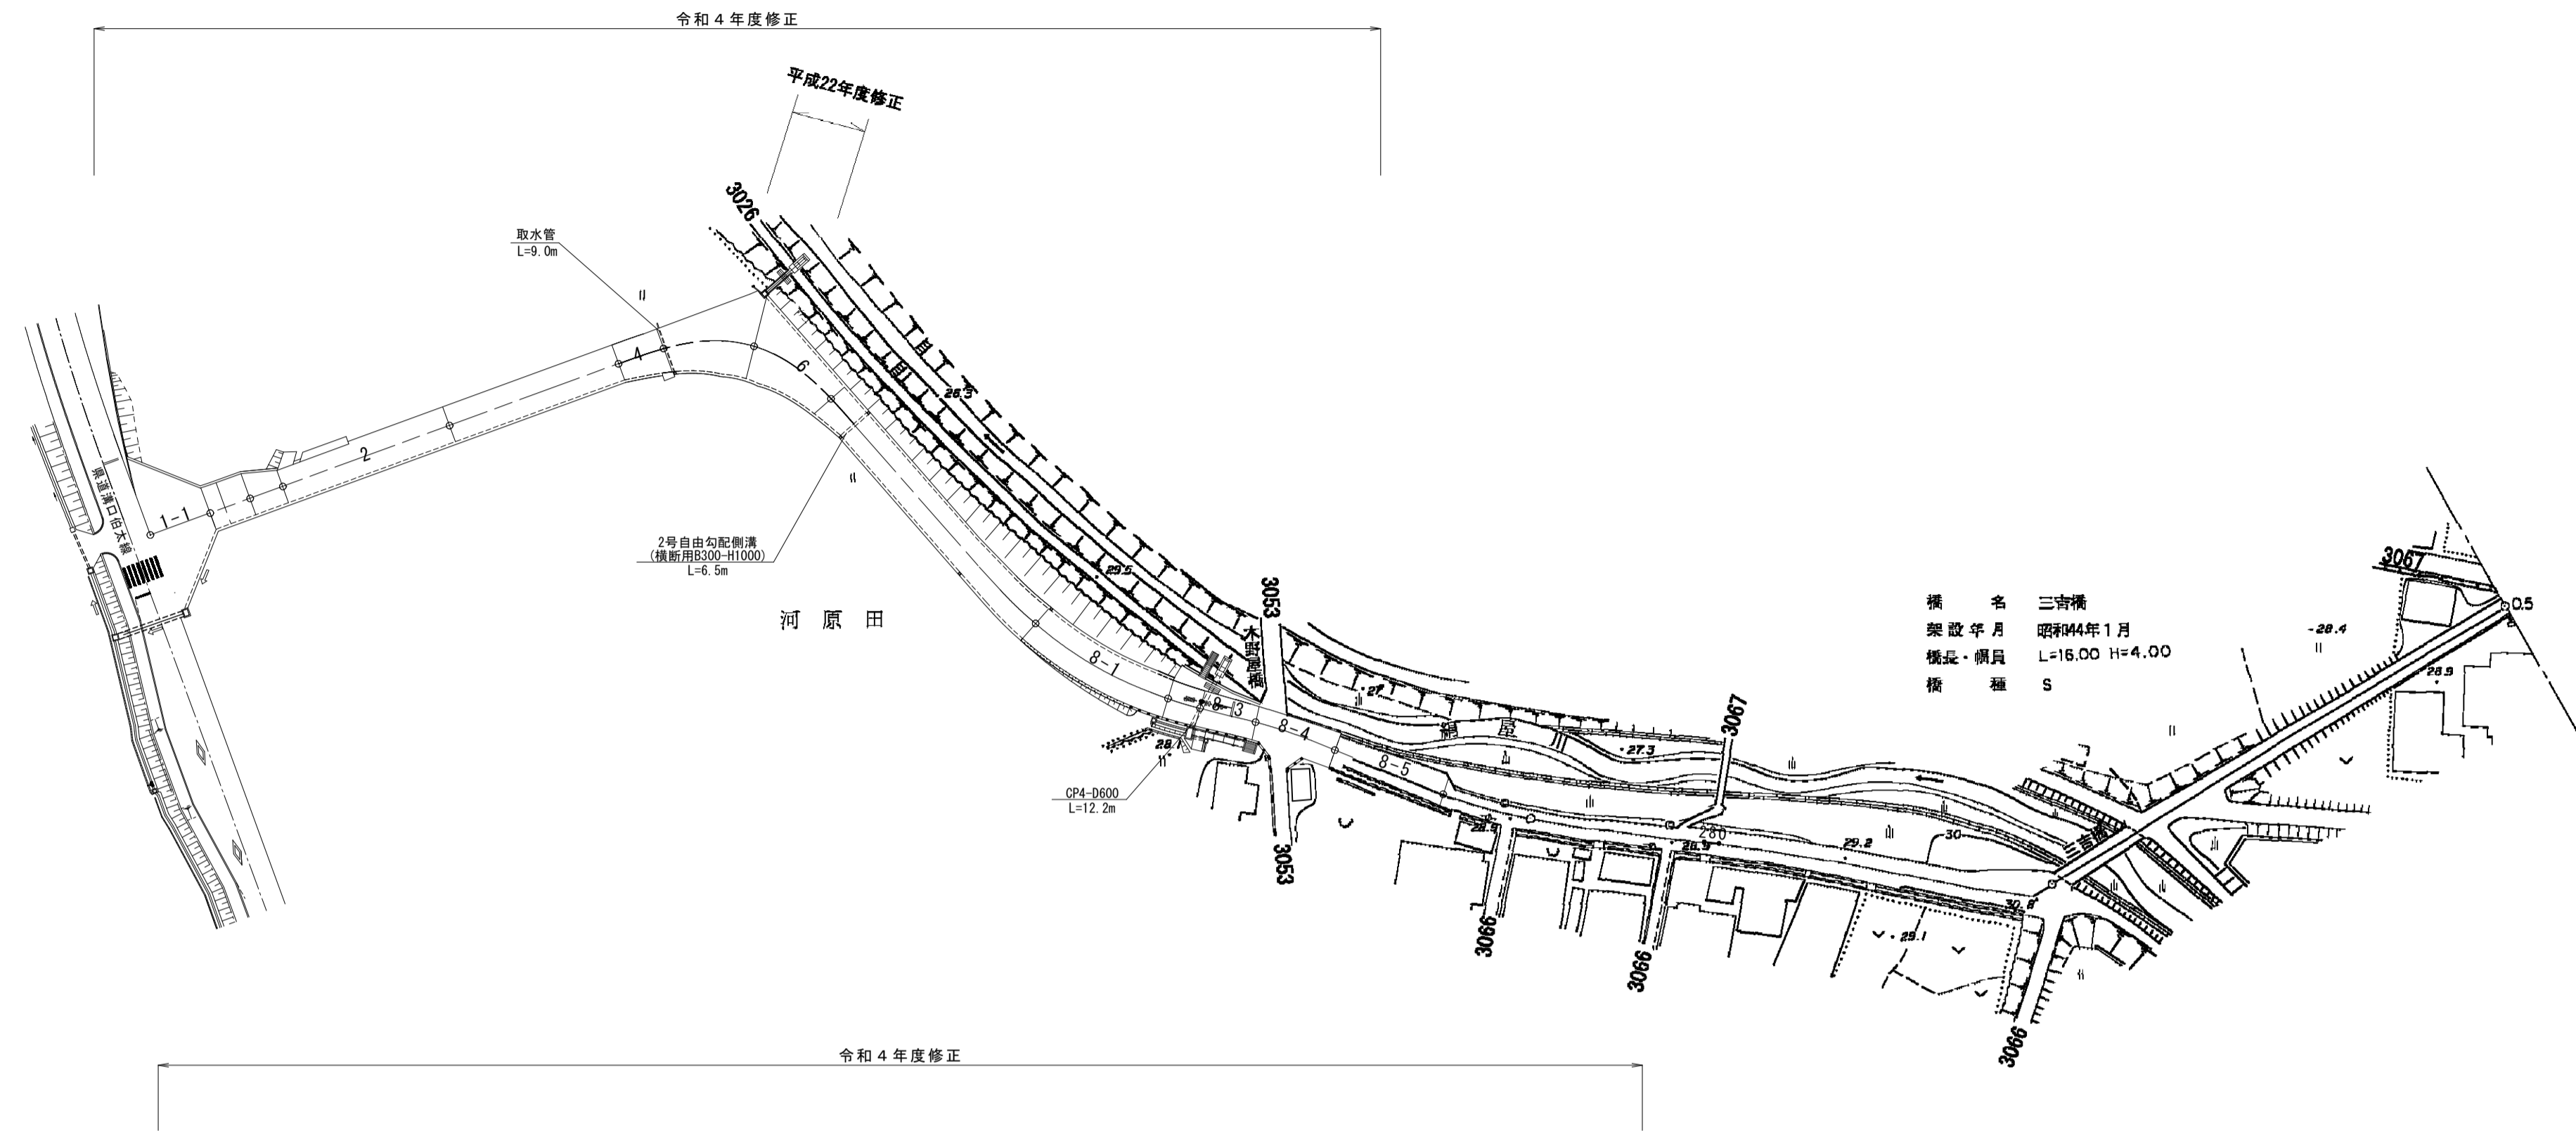 令和４年度修正
平成22年度修正
3026
取水管
L=9.0m
4
6
26.3
2
1-1
県道溝口伯太線
2号自由勾配側溝
(横断用B300-H1000)
L=6.5m
29.5
河原田
3053
木野屋橋
橋名 三吉橋
架設年月 昭和44年1月
橋長・幅員 L=16.00 H=4.00
橋種 S
3067
0.5
28.4
28.9
8-1
8-3
8-4
8-5
27.1
絹屋川
27.3
3067
28.1
CP4-D600
L=12.2m
28.9
280
28.9
29.2
30
三吉橋
30.8
3053
3066
3066
29.1
3066
令和４年度修正